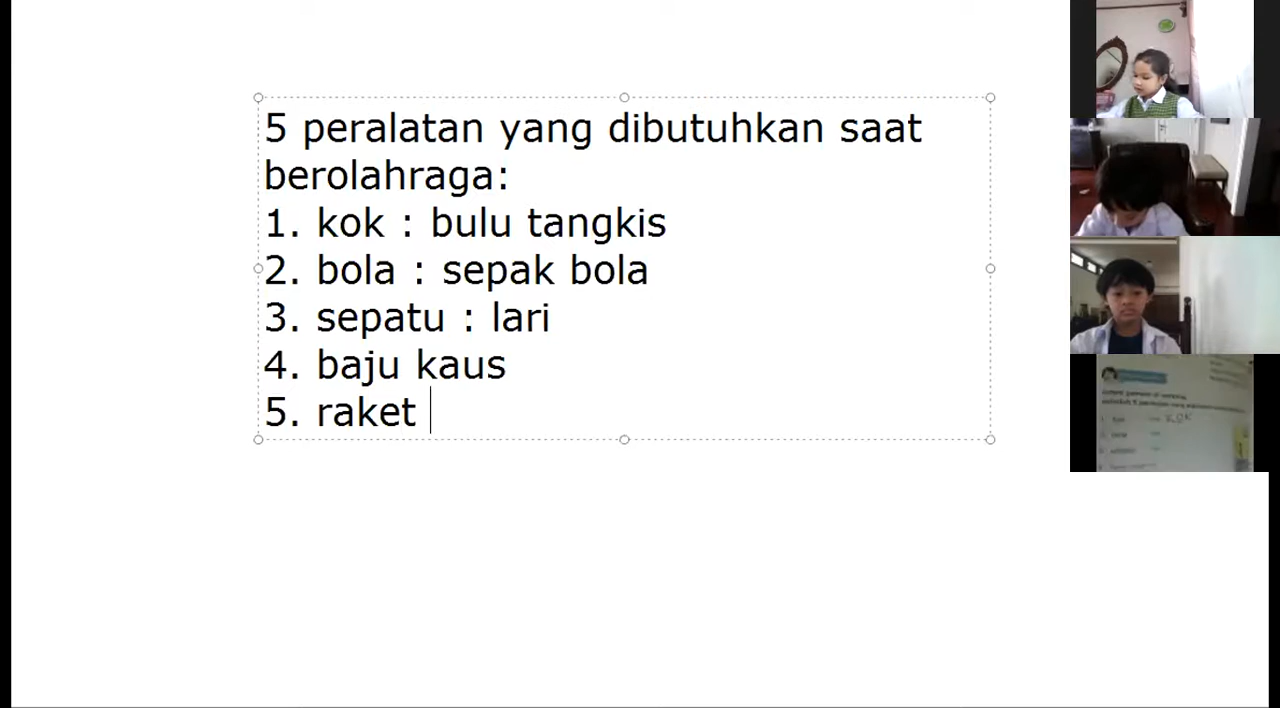 5 peralatan yang dibutuhkan saat
berolahraga:
1. kok : bulu tangkis
2. bola : sepak bola
3. sepatu : lari
4. baju kaus
5. raket